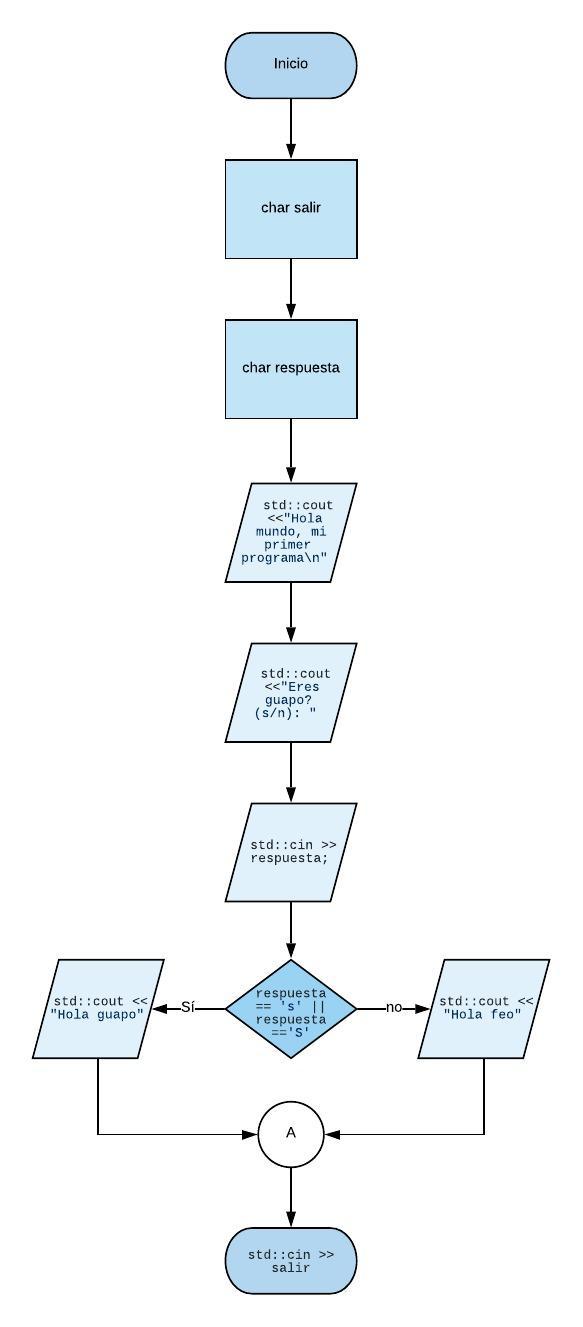 Inicio
char salir
char respuesta
std::cout
<<"Hola
mundo, mi
primer
programa\n"
std::cout
<<"Eres
guapo?
(s/n): "
std::cin >>
respuesta;
respuesta
== 's' ||
respuesta
=='S'
Sí
std::cout <<
"Hola guapo"
no
std::cout <<
"Hola feo"
A
std::cin >>
salir